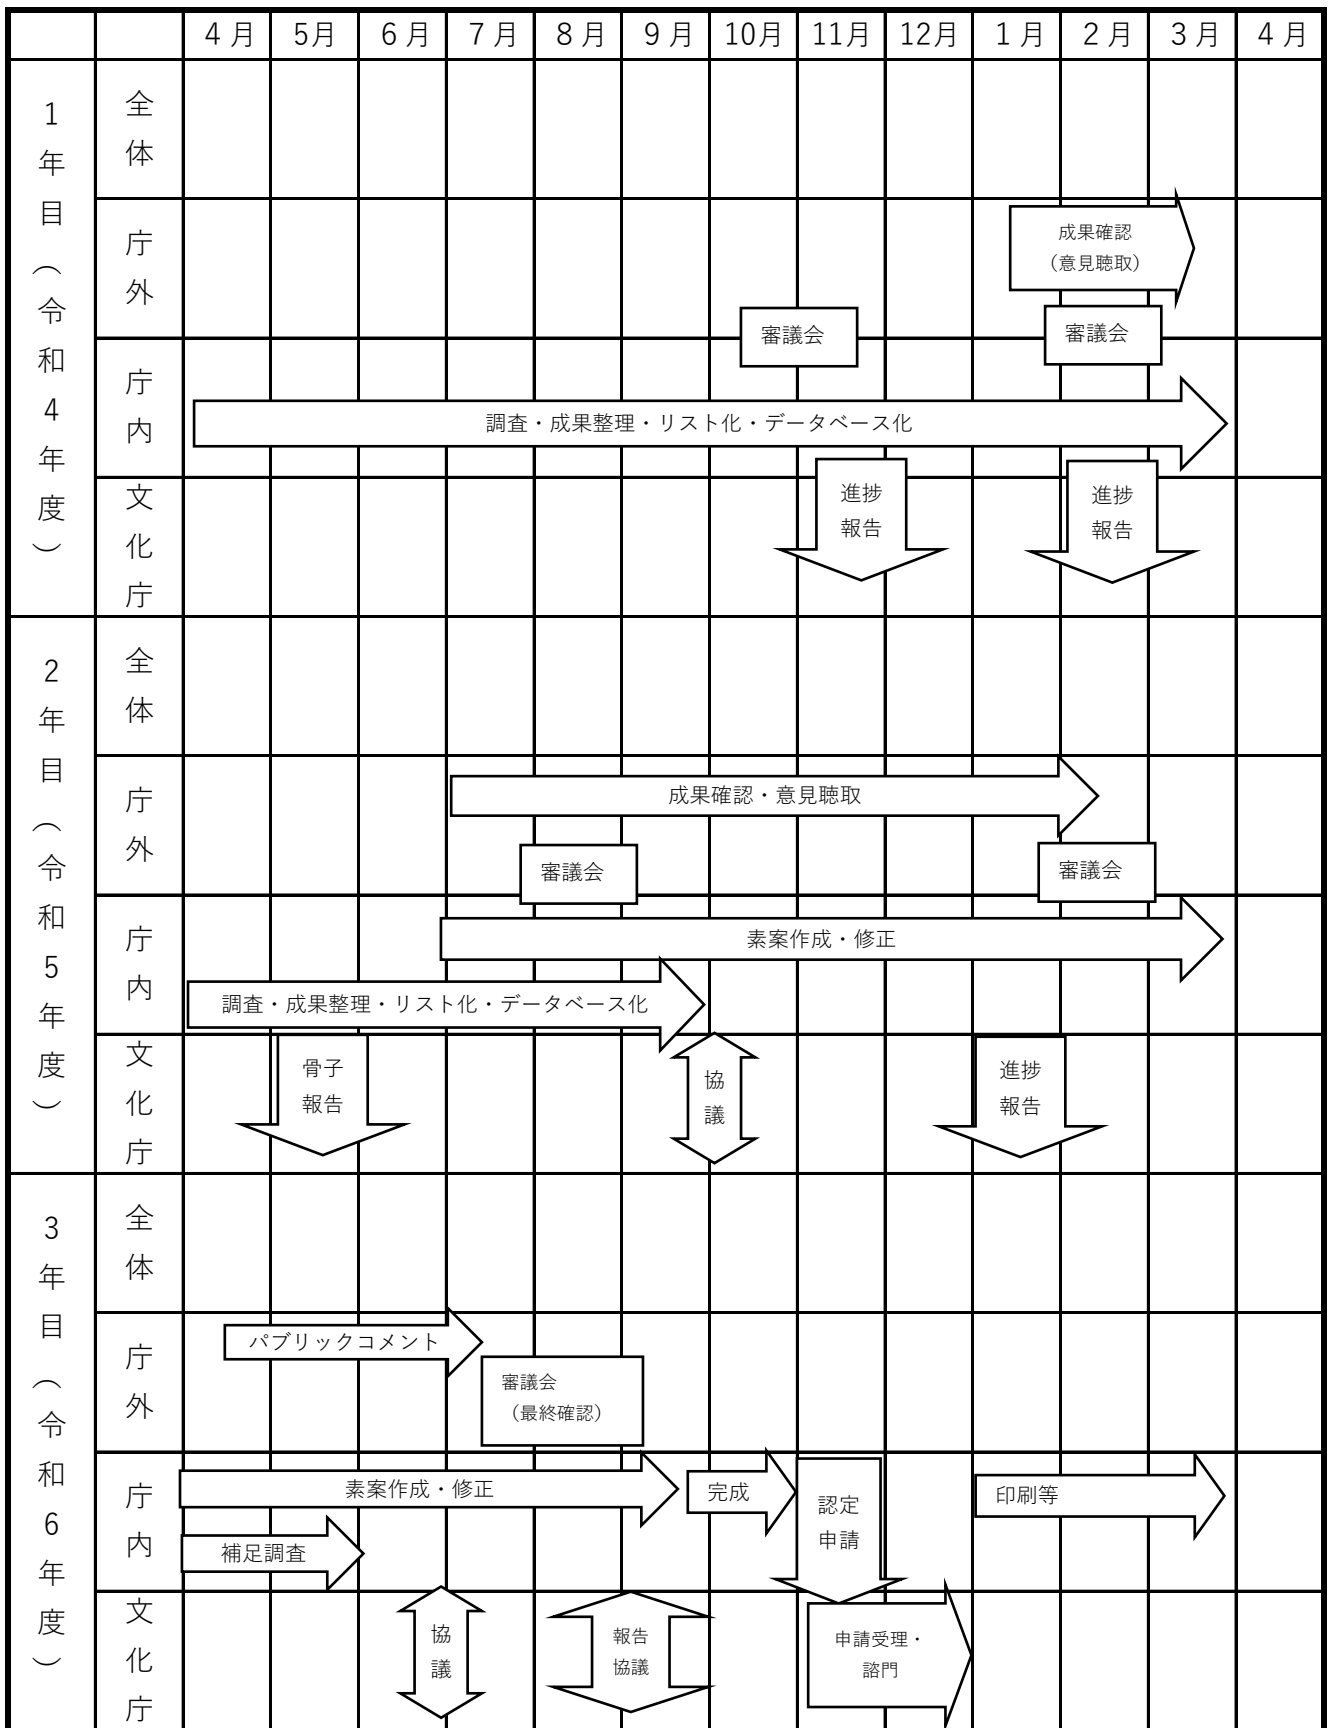 4月 5月 6月 7月 8月 9月 10月 11月 12月 1月 2月 3月 4月
1年目（令和4年度）
全体
庁外
成果確認
（意見聴取）
審議会
審議会
庁内
調査・成果整理・リスト化・データベース化
文化庁
進捗
報告
進捗
報告
2年目（令和5年度）
全体
庁外
成果確認・意見聴取
審議会
審議会
庁内
素案作成・修正
調査・成果整理・リスト化・データベース化
文化庁
骨子
報告
協
議
進捗
報告
3年目（令和6年度）
全体
庁外
パブリックコメント
審議会
（最終確認）
庁内
素案作成・修正
完成
認定
申請
印刷等
補足調査
文化庁
協
議
報告
協議
申請受理・
諮門